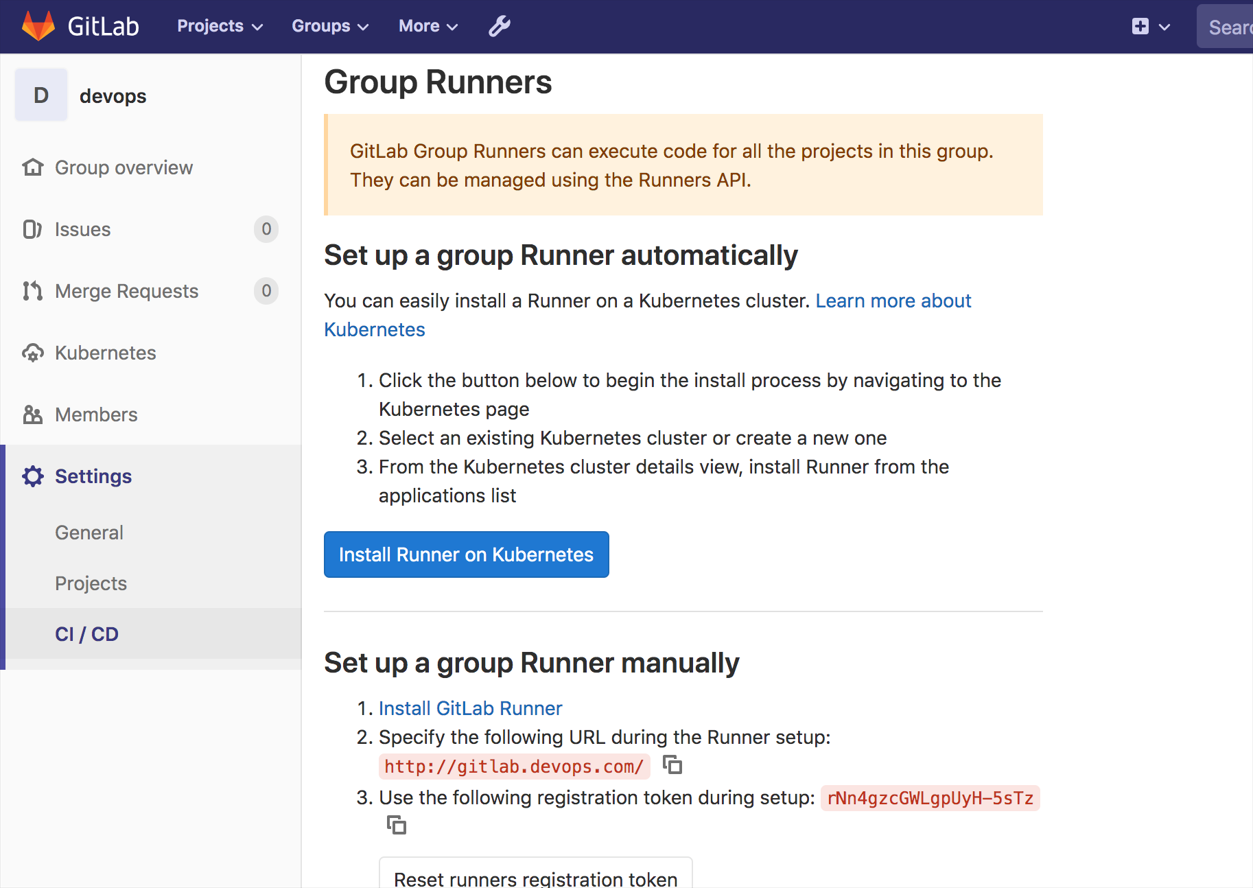 GitLab Projects Groups More Sear
D devops
Group overview
Issues 0
Merge Requests 0
Kubernetes
Members
Settings
General
Projects
CI / CD
Group Runners
GitLab Group Runners can execute code for all the projects in this group.
They can be managed using the Runners API.
Set up a group Runner automatically
You can easily install a Runner on a Kubernetes cluster. Learn more about
Kubernetes
1. Click the button below to begin the install process by navigating to the
Kubernetes page
2. Select an existing Kubernetes cluster or create a new one
3. From the Kubernetes cluster details view, install Runner from the
applications list
Install Runner on Kubernetes
Set up a group Runner manually
1. Install GitLab Runner
2. Specify the following URL during the Runner setup:
http://gitlab.devops.com/
3. Use the following registration token during setup: rNn4gzcGWLgpUyH-5sTz
Reset runners registration token